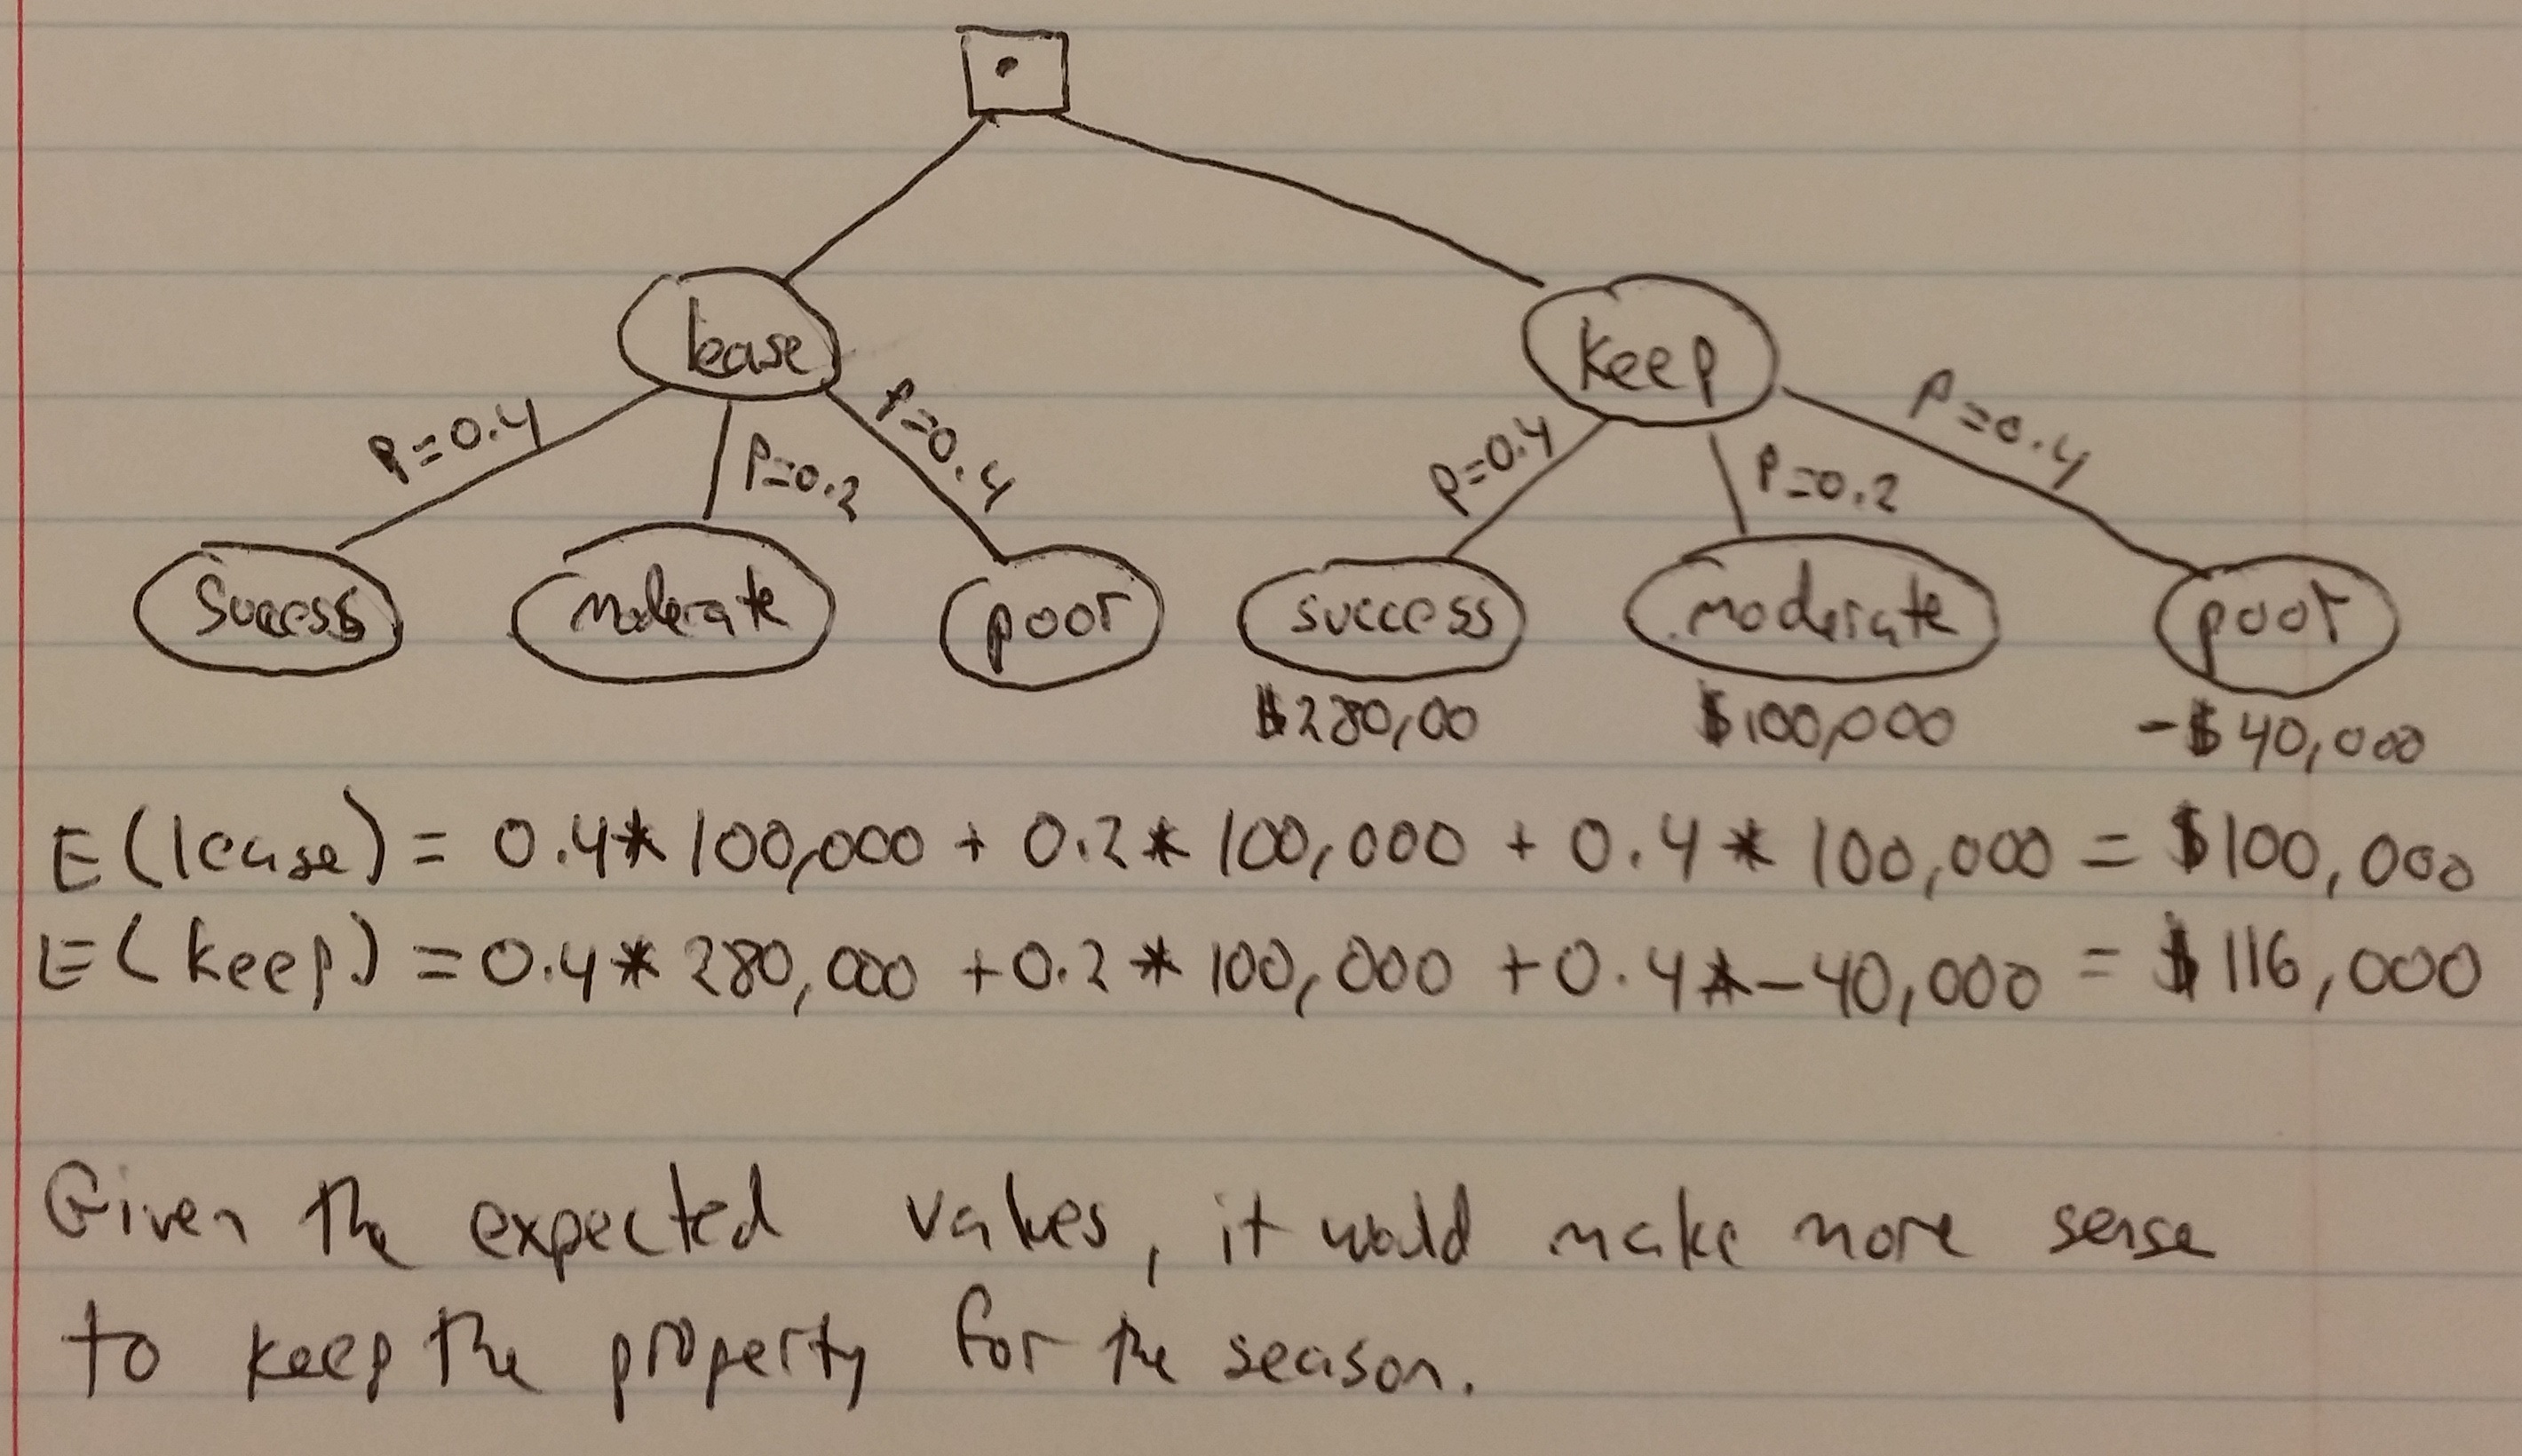 lease
keep
p=0.4
p=0.2
p=0.4
p=0.4
p=0.2
p=0.4
Success
moderate
poor
success
moderate
poor
$280,00
$100,000
-$40,000
E(lease) = 0.4*100,000 + 0.2*100,000 + 0.4*100,000 = $100,000
E(keep) = 0.4*280,000 +0.2*100,000 +0.4*-40,000 = $116,000
Given the expected values, it would make more sense
to keep the property for the season.